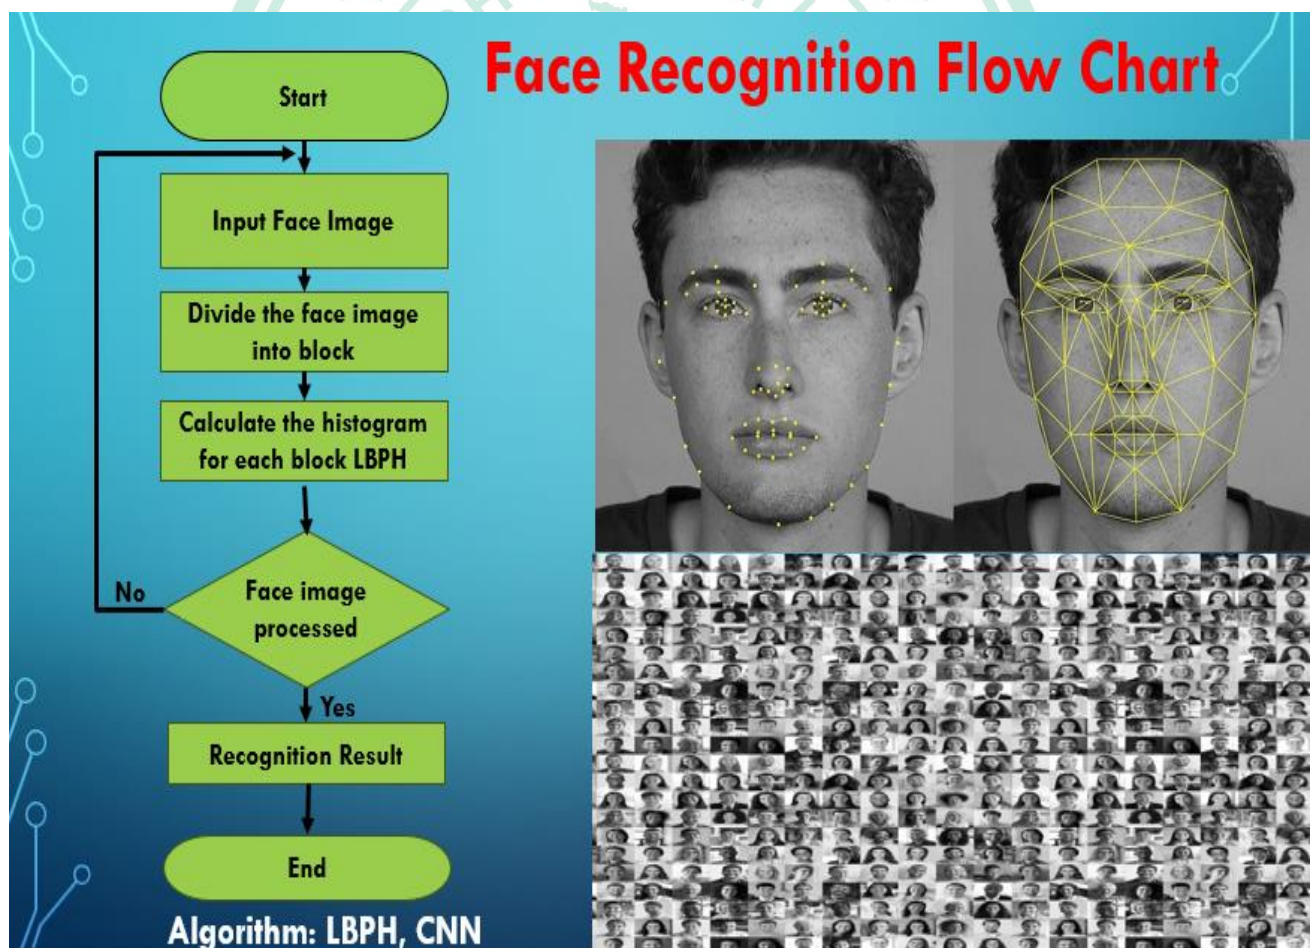 Face Recognition Flow Chart
Start
Input Face Image
Divide the face image
into block
Calculate the histogram
for each block LBPH
Face image
processed
No
Yes
Recognition Result
End
Algorithm: LBPH, CNN